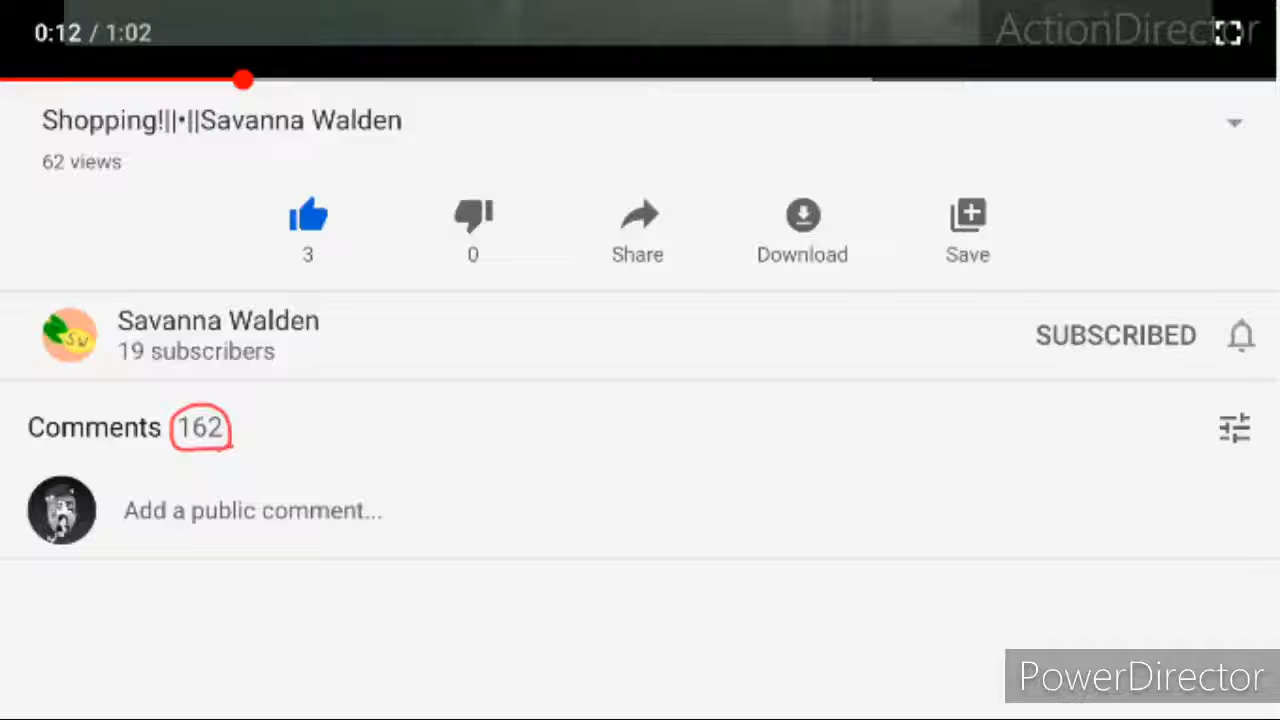 0:12 / 1:02
ActionDirector
Shopping!||•||Savanna Walden
62 views
3
0
Share
Download
Save
SW
Savanna Walden
19 subscribers
SUBSCRIBED
Comments 162
Add a public comment...
PowerDirector